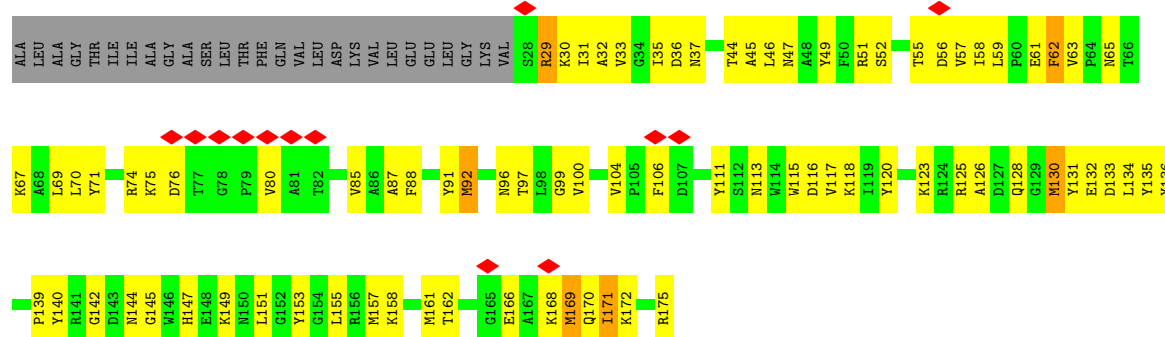 ALA LEU ALA GLY THR ILE ILE ALA GLY ALA SER LEU THR PHE GLN VAL LEU ASP LYS VAL LEU GLU GLU LEU GLY LYS VAL S28 R29 K30 I31 A32 V33 G34 I35 D36 N37 T44 A45 L46 N47 A48 Y49 F50 R51 S52 T55 D56 V57 I58 L59 P60 E61 F62 V63 P64 N65 T66
K67 A68 L69 L70 Y71 R74 K75 D76 T77 G78 P79 V80 A81 T82 V85 A86 A87 F88 Y91 M92 N96 T97 L98 G99 V100 V104 P105 F106 D107 Y111 S112 N113 W114 W115 D116 V117 K118 I119 Y120 K123 R124 R125 A126 D127 Q128 G129 M130 Y131 E132 D133 L134 Y135
P139 Y140 R141 G142 D143 N144 G145 W146 H147 E148 K149 N150 L151 G152 Y153 G154 L155 R156 M157 K158 M161 T162 G165 E166 A167 K168 M169 Q170 I171 K172 R175